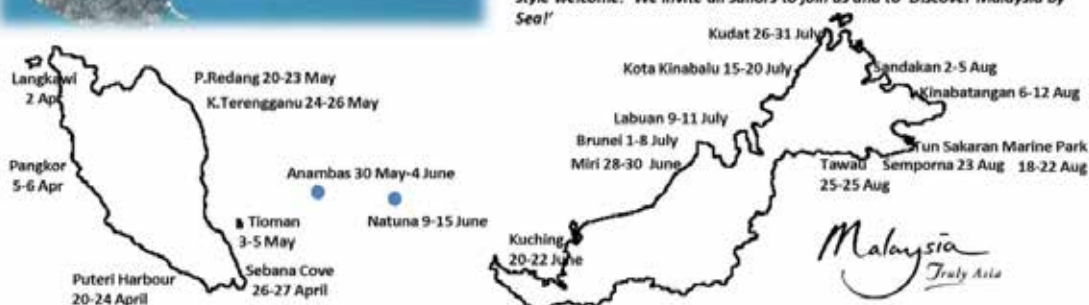 style welcome. 'We invite all sailors to join us and to 'Discover Malaysia by
Sea!'
Kudat 26-31 July
Langkawi
2 Apr
P.Redang 20-23 May
K.Terengganu 24-26 May
Kota Kinabalu 15-20 July
Sandakan 2-5 Aug
Kinabatangan 6-12 Aug
Labuan 9-11 July
Brunei 1-8 July
Miri 28-30 June
Tun Sakaran Marine Park
18-22 Aug
Semporna 23 Aug
Tawau
25-25 Aug
Pangkor
5-6 Apr
Anambas 30 May-4 June
Natuna 9-15 June
Tioman
3-5 May
Kuching
20-22 June
Puteri Harbour
20-24 April
Sebana Cove
26-27 April
Malaysia
Truly Asia